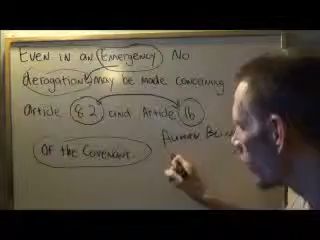 Even in an Emergency No
derogation may be made concerning
article 8.2 and Article 16
Human Bein
Of the Covenant.